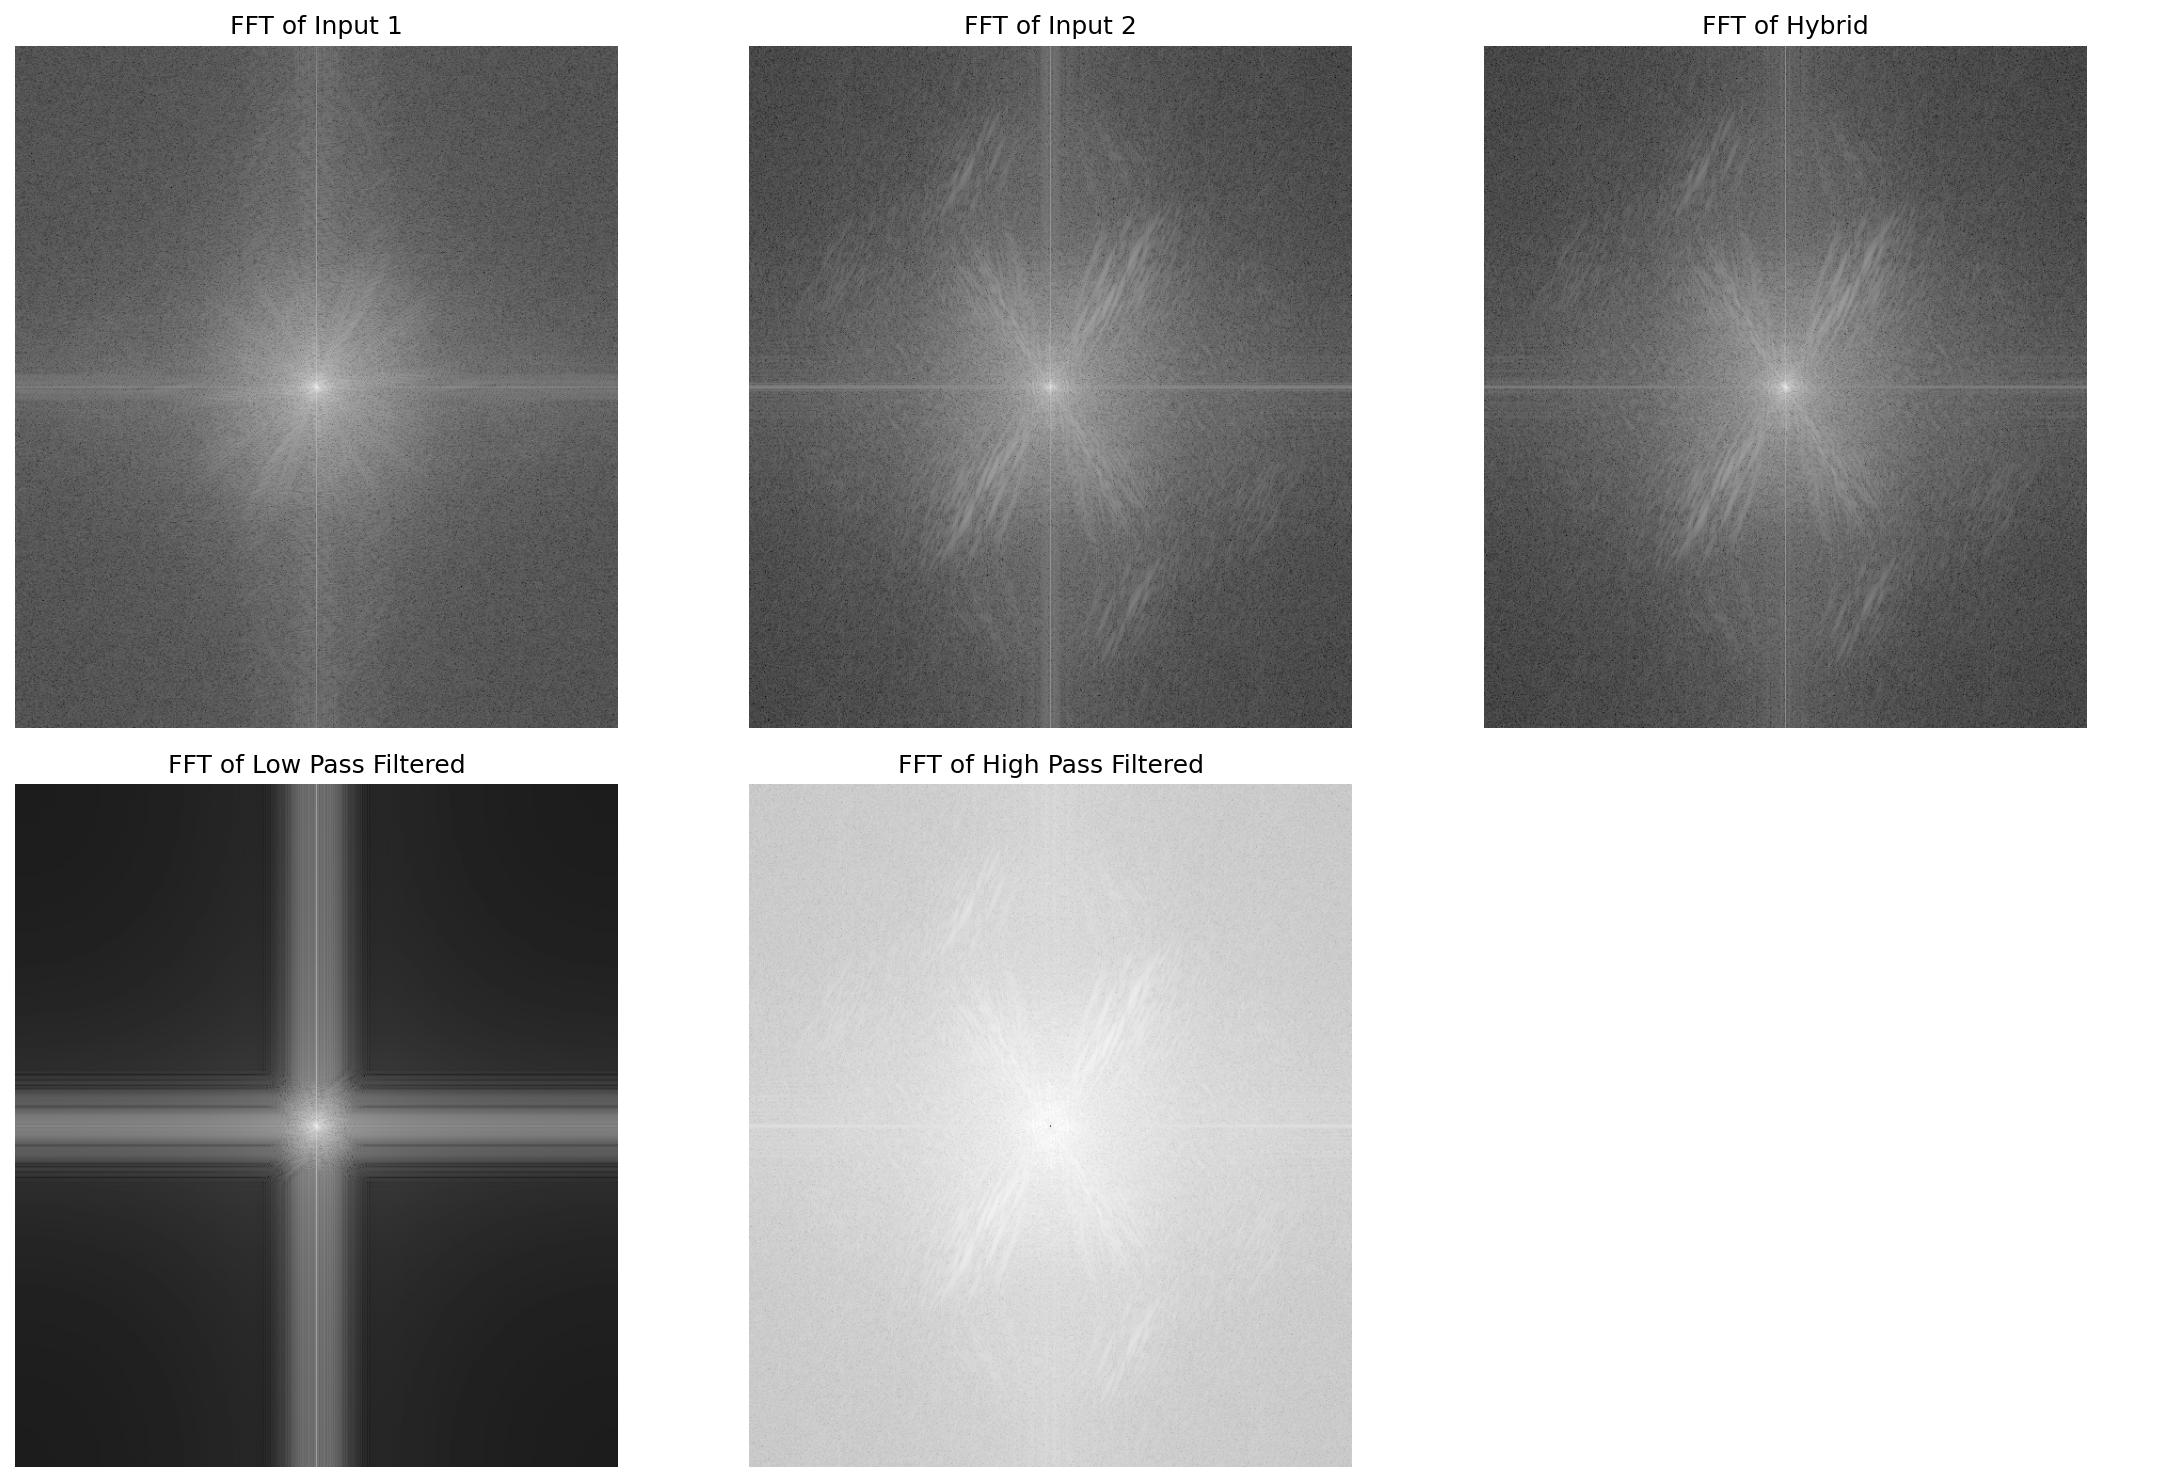 FFT of Input 1
FFT of Input 2
FFT of Hybrid
FFT of Low Pass Filtered
FFT of High Pass Filtered